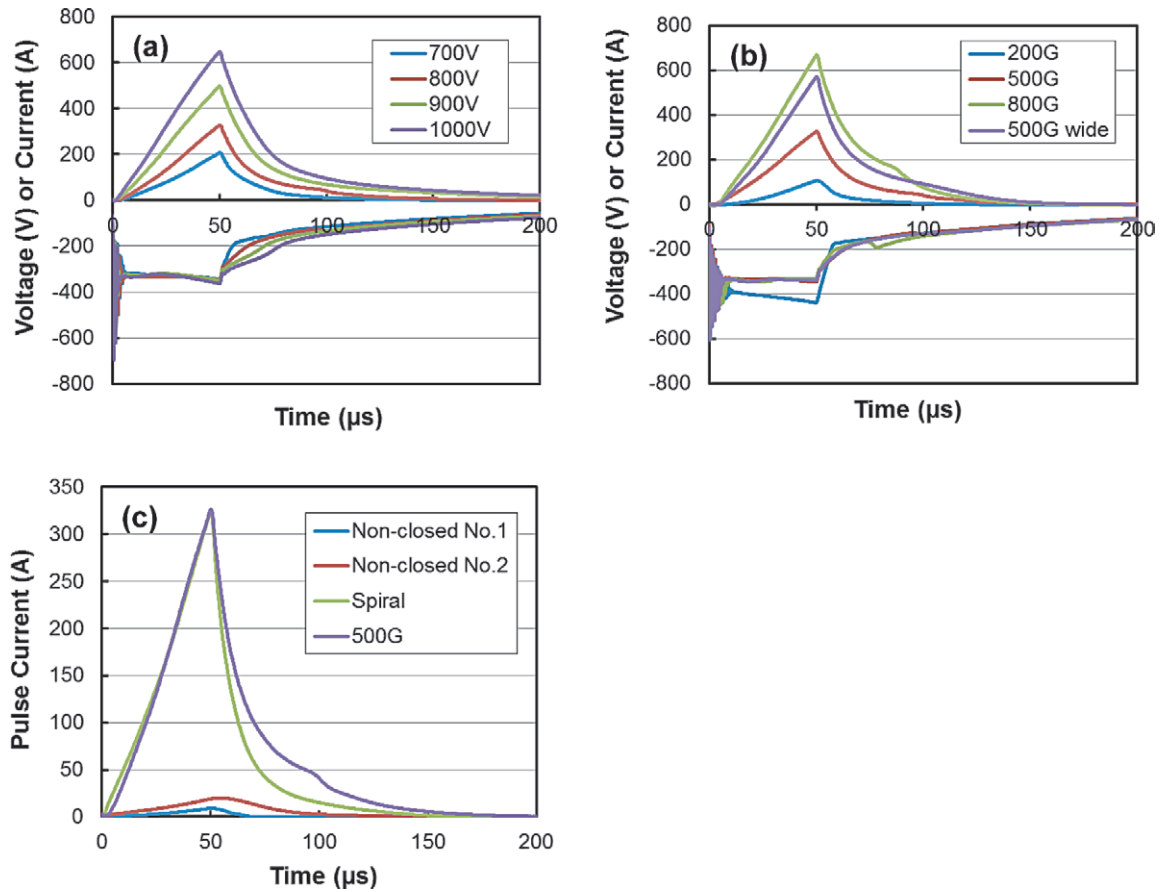 (a)
700V
800V
900V
1000V
Voltage (V) or Current (A)
800
600
400
200
0
-200
-400
-600
-800
0 50 100 150 200
Time (µs)
(b)
200G
500G
800G
500G wide
Voltage (V) or Current (A)
800
600
400
200
0
-200
-400
-600
-800
0 50 100 150 200
Time (µs)
(c)
Non-closed No.1
Non-closed No.2
Spiral
500G
Pulse Current (A)
350
300
250
200
150
100
50
0
0 50 100 150 200
Time (µs)